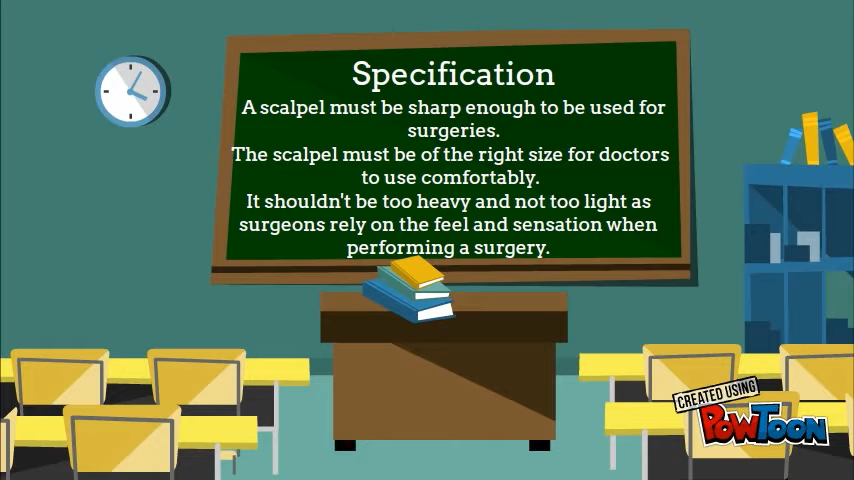 Specification
A scalpel must be sharp enough to be used for
surgeries.
The scalpel must be of the right size for doctors
to use comfortably.
It shouldn't be too heavy and not too light as
surgeons rely on the feel and sensation when
performing a surgery.
CREATED USING
POWTOON